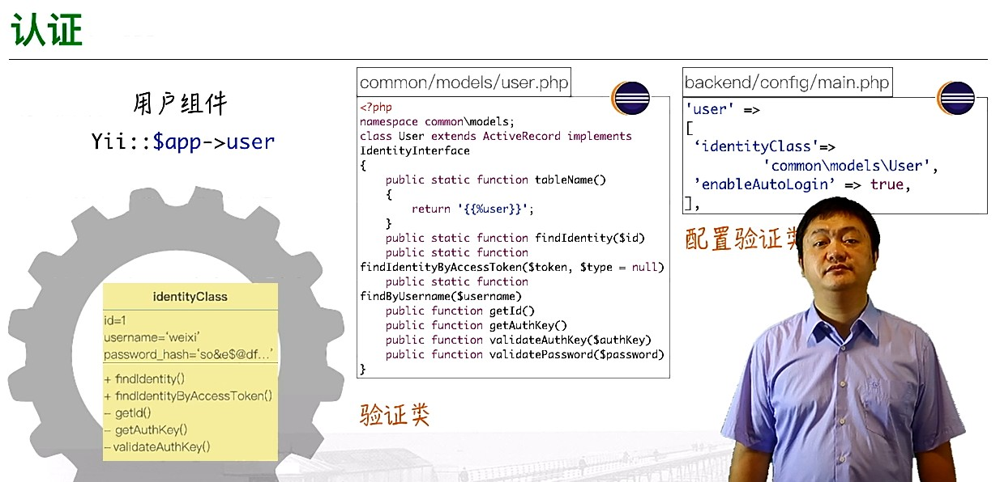 认证
用户组件
Yii::$app->user
identityClass
id=1
username=‘weixi’
password_hash=‘so&e$@df...’
+ findIdentity()
+ findIdentityByAccessToken()
- getId()
- getAuthKey()
- validateAuthKey()
common/models/user.php
<?php
namespace common\models;
class User extends ActiveRecord implements
IdentityInterface
{
    public static function tableName()
    {
        return '{{%user}}';
    }
    public static function findIdentity($id)
    public static function
findIdentityByAccessToken($token, $type = null)
    public static function
findByUsername($username)
    public function getId()
    public function getAuthKey()
    public function validateAuthKey($authKey)
    public function validatePassword($password)
}
验证类
backend/config/main.php
'user' =>
[
‘identityClass'=>
'common\models\User',
’enableAutoLogin’ => true,
],
配置验证类